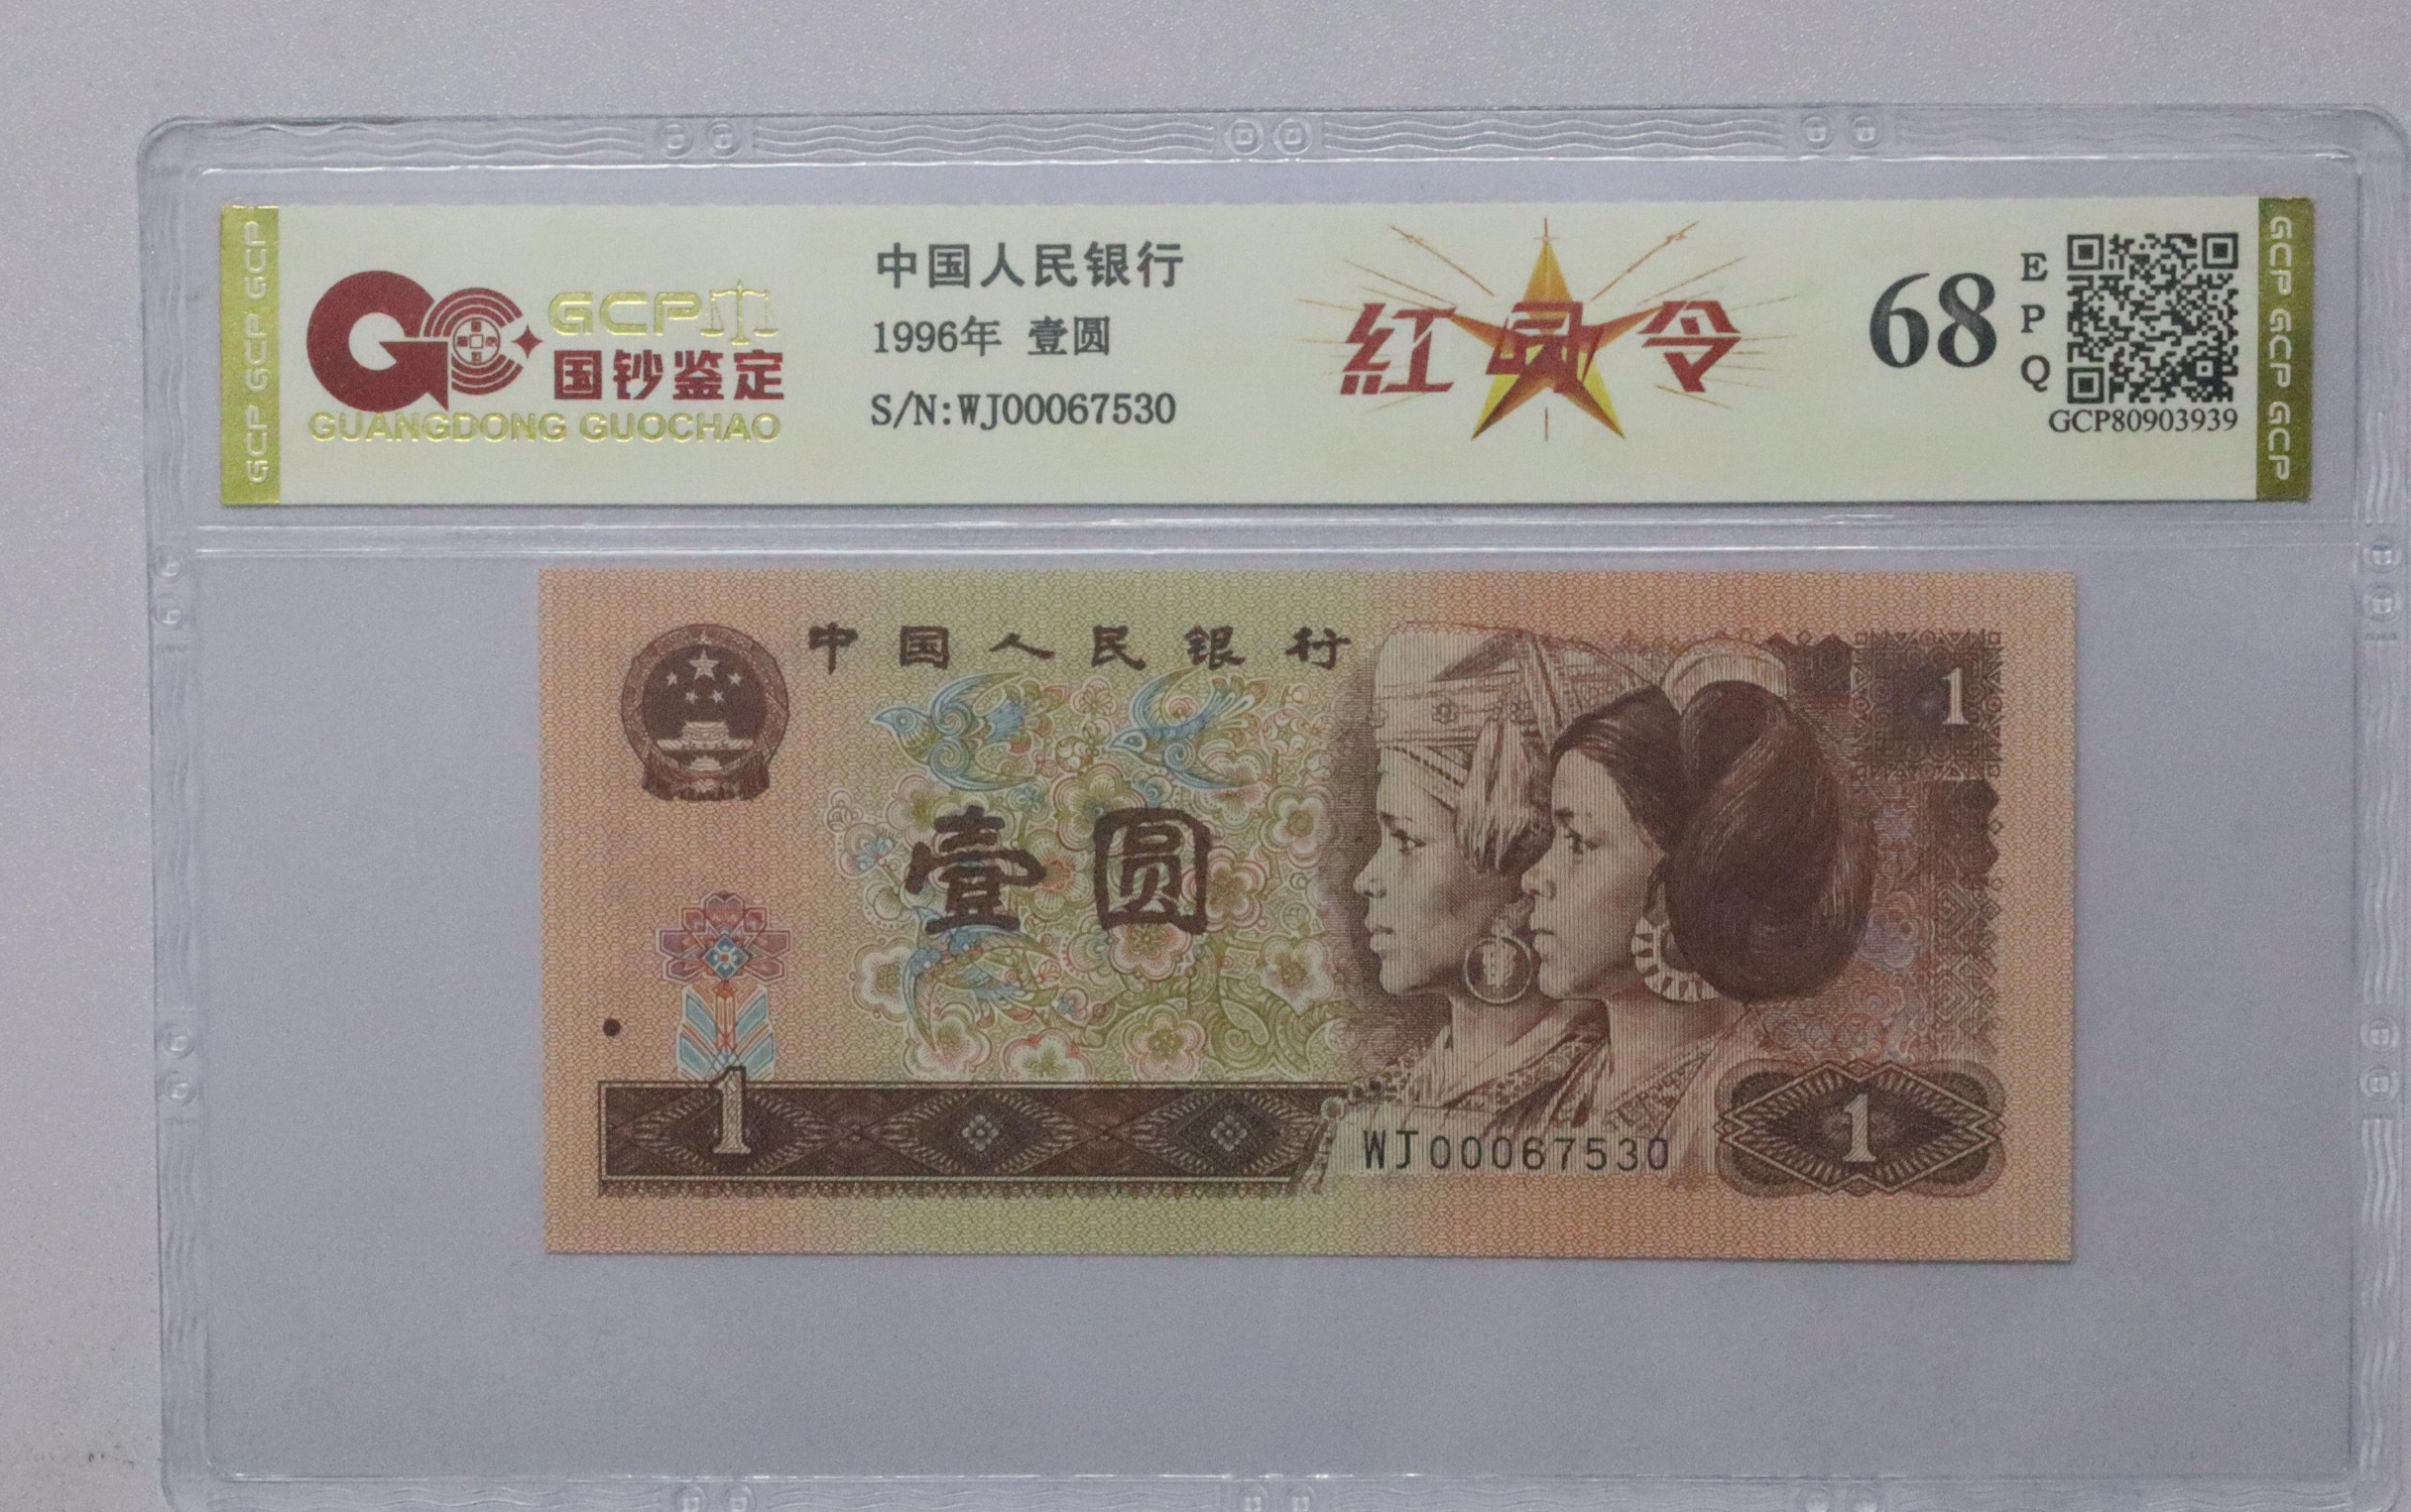 GCP GCP GCP
GCP
国钞鉴定
GUANGDONG GUOCHAO
中国人民银行
1996年 壹圆
S/N:WJ00067530
紅 令
68
E
P
Q
GCP80903939
GCP GCP GCP
中国人民银行
1
壹圆
1
WJ00067530
1